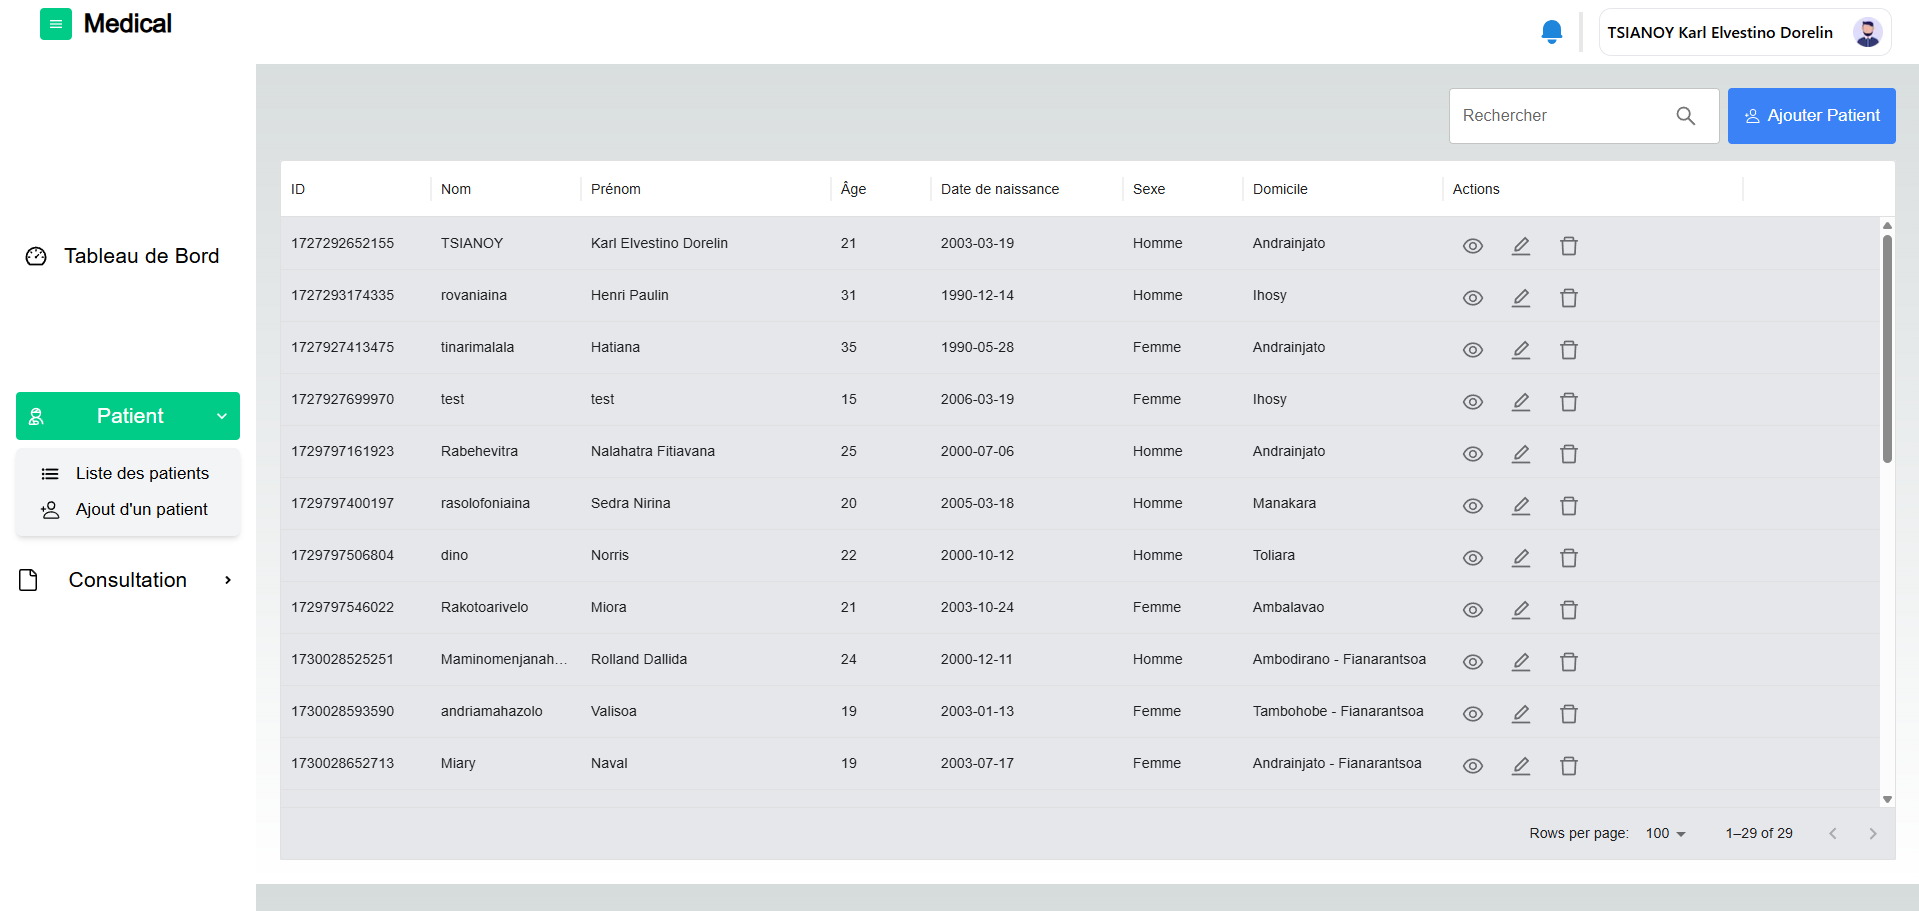 Medical
TSIANOY Karl Elvestino Dorelin
Rechercher
Ajouter Patient
Tableau de Bord
Patient
Liste des patients
Ajout d'un patient
Consultation
ID Nom Prénom Âge Date de naissance Sexe Domicile Actions
1727292652155 TSIANOY Karl Elvestino Dorelin 21 2003-03-19 Homme Andrainjato
1727293174335 rovaniaina Henri Paulin 31 1990-12-14 Homme Ihosy
1727927413475 tinarimalala Hatiana 35 1990-05-28 Femme Andrainjato
1727927699970 test test 15 2006-03-19 Femme Ihosy
1729797161923 Rabehevitra Nalahatra Fitiavana 25 2000-07-06 Homme Andrainjato
1729797400197 rasolofoniaina Sedra Nirina 20 2005-03-18 Homme Manakara
1729797506804 dino Norris 22 2000-10-12 Homme Toliara
1729797546022 Rakotoarivelo Miora 21 2003-10-24 Femme Ambalavao
1730028525251 Maminomenjanah... Rolland Dallida 24 2000-12-11 Homme Ambodirano - Fianarantsoa
1730028593590 andriamahazolo Valisoa 19 2003-01-13 Femme Tambohobe - Fianarantsoa
1730028652713 Miary Naval 19 2003-07-17 Femme Andrainjato - Fianarantsoa
Rows per page: 100 1–29 of 29